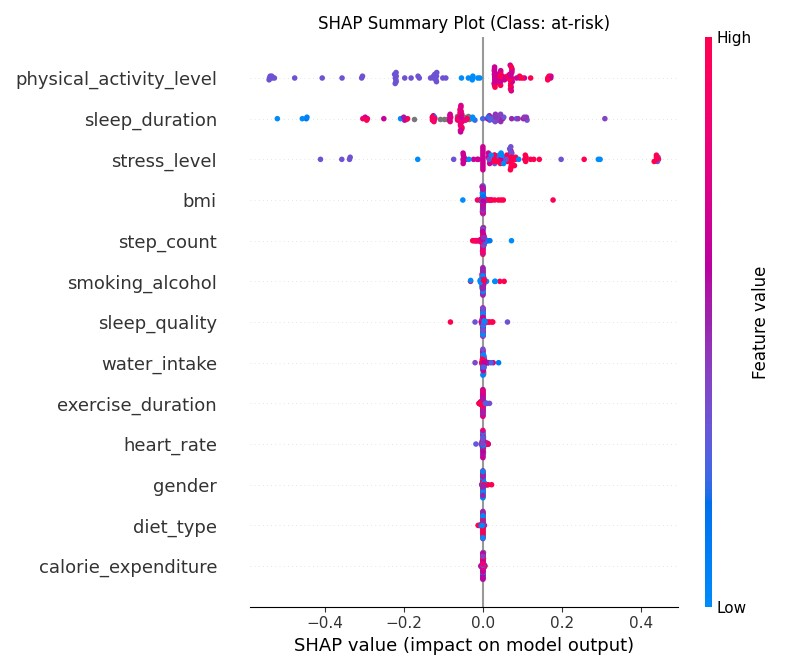 SHAP Summary Plot (Class: at-risk)
High
physical_activity_level
sleep_duration
stress_level
bmi
step_count
smoking_alcohol
sleep_quality
water_intake
exercise_duration
heart_rate
gender
diet_type
calorie_expenditure
Feature value
Low
−0.4 −0.2 0.0 0.2 0.4
SHAP value (impact on model output)